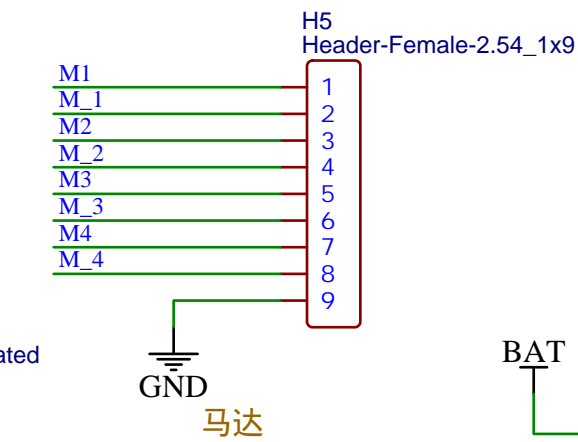 H5
Header-Female-2.54_1x9
M1
1
M_1
2
M2
3
M_2
4
M3
5
M_3
6
M4
7
M_4
8
9
ated
BAT
GND
马达